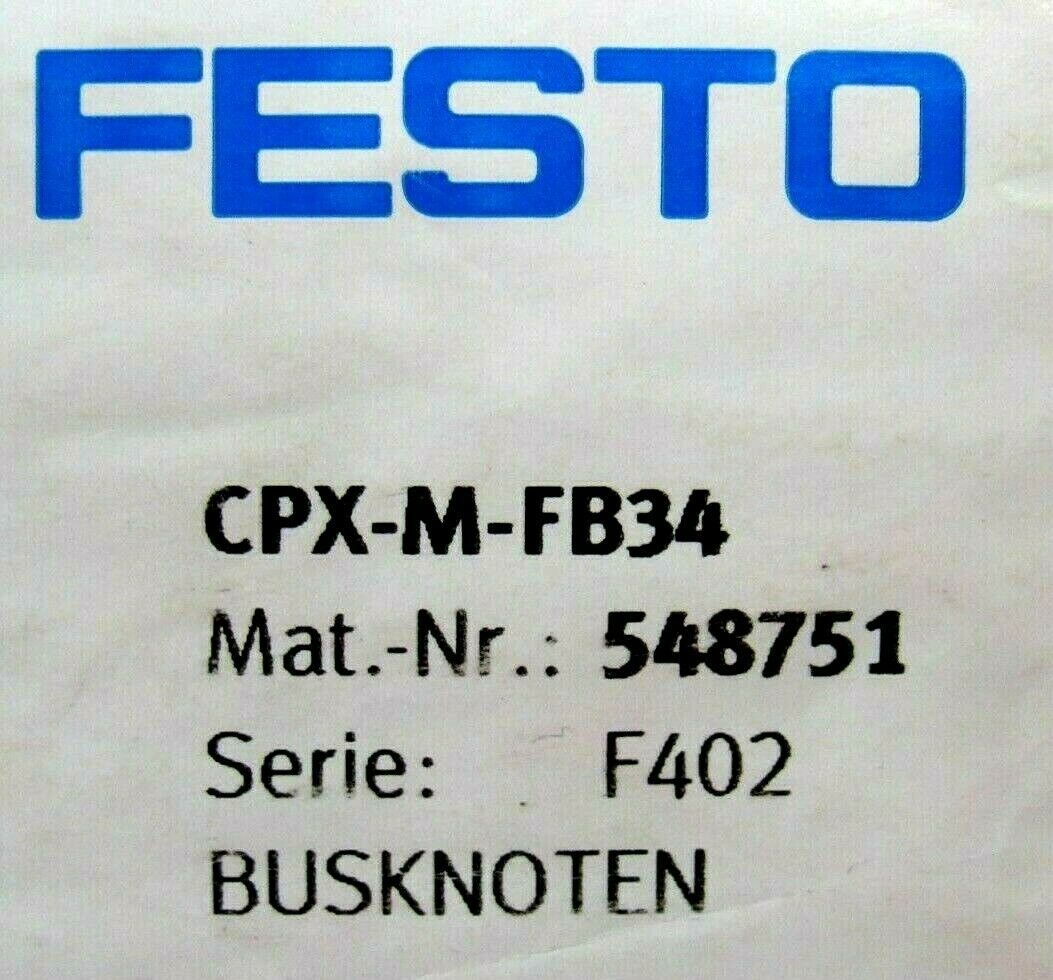 FESTO
CPX-M-FB34
Mat.-Nr.: 548751
Serie: F402
BUSKNOTEN